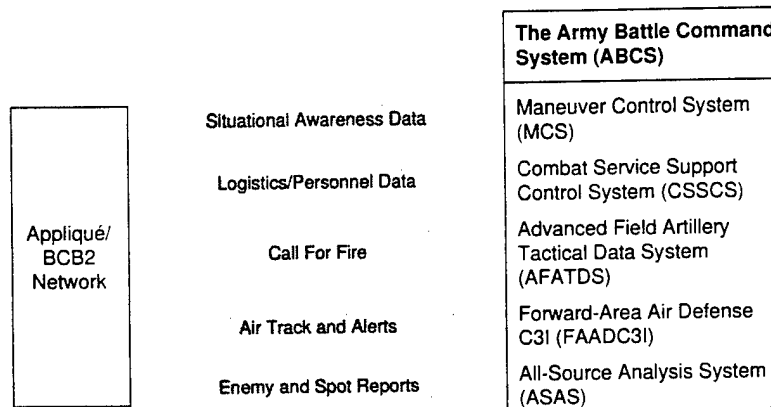 The Army Battle Command
System (ABCS)
Situational Awareness Data
Maneuver Control System
(MCS)
Logistics/Personnel Data
Combat Service Support
Control System (CSSCS)
Appliqué/
BCB2
Network
Call For Fire
Advanced Field Artillery
Tactical Data System
(AFATDS)
Air Track and Alerts
Forward-Area Air Defense
C3I (FAADC3I)
Enemy and Spot Reports
All-Source Analysis System
(ASAS)